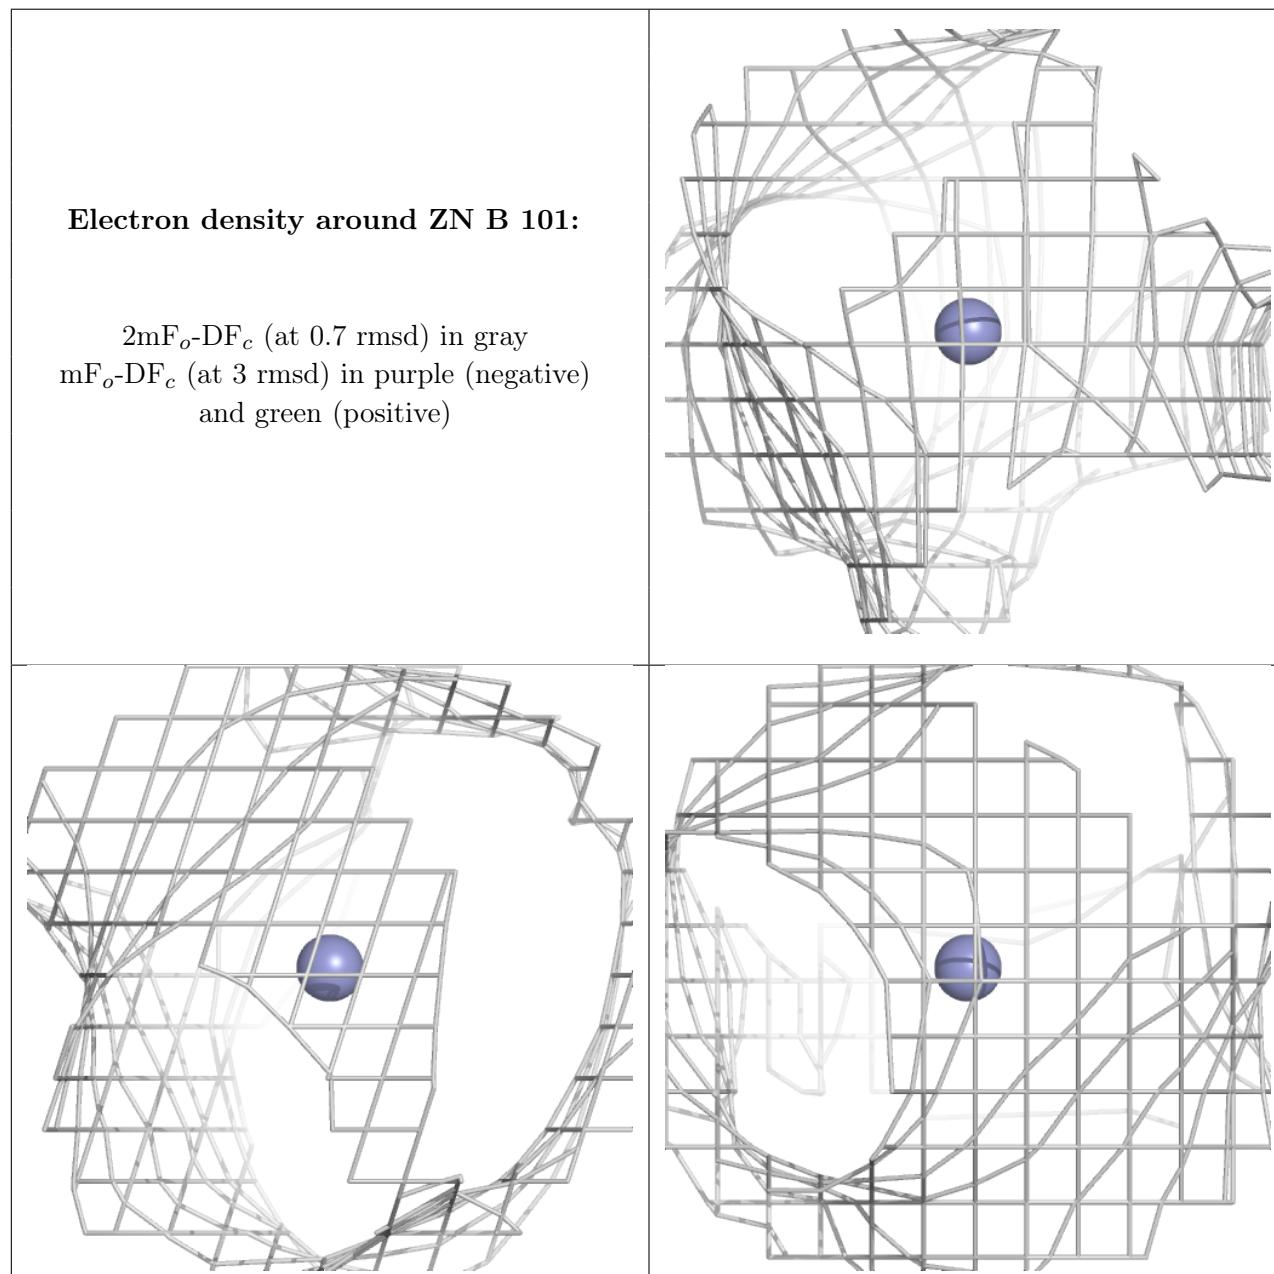 Electron density around ZN B 101:
2mFo-DFc (at 0.7 rmsd) in gray
mFo-DFc (at 3 rmsd) in purple (negative)
and green (positive)